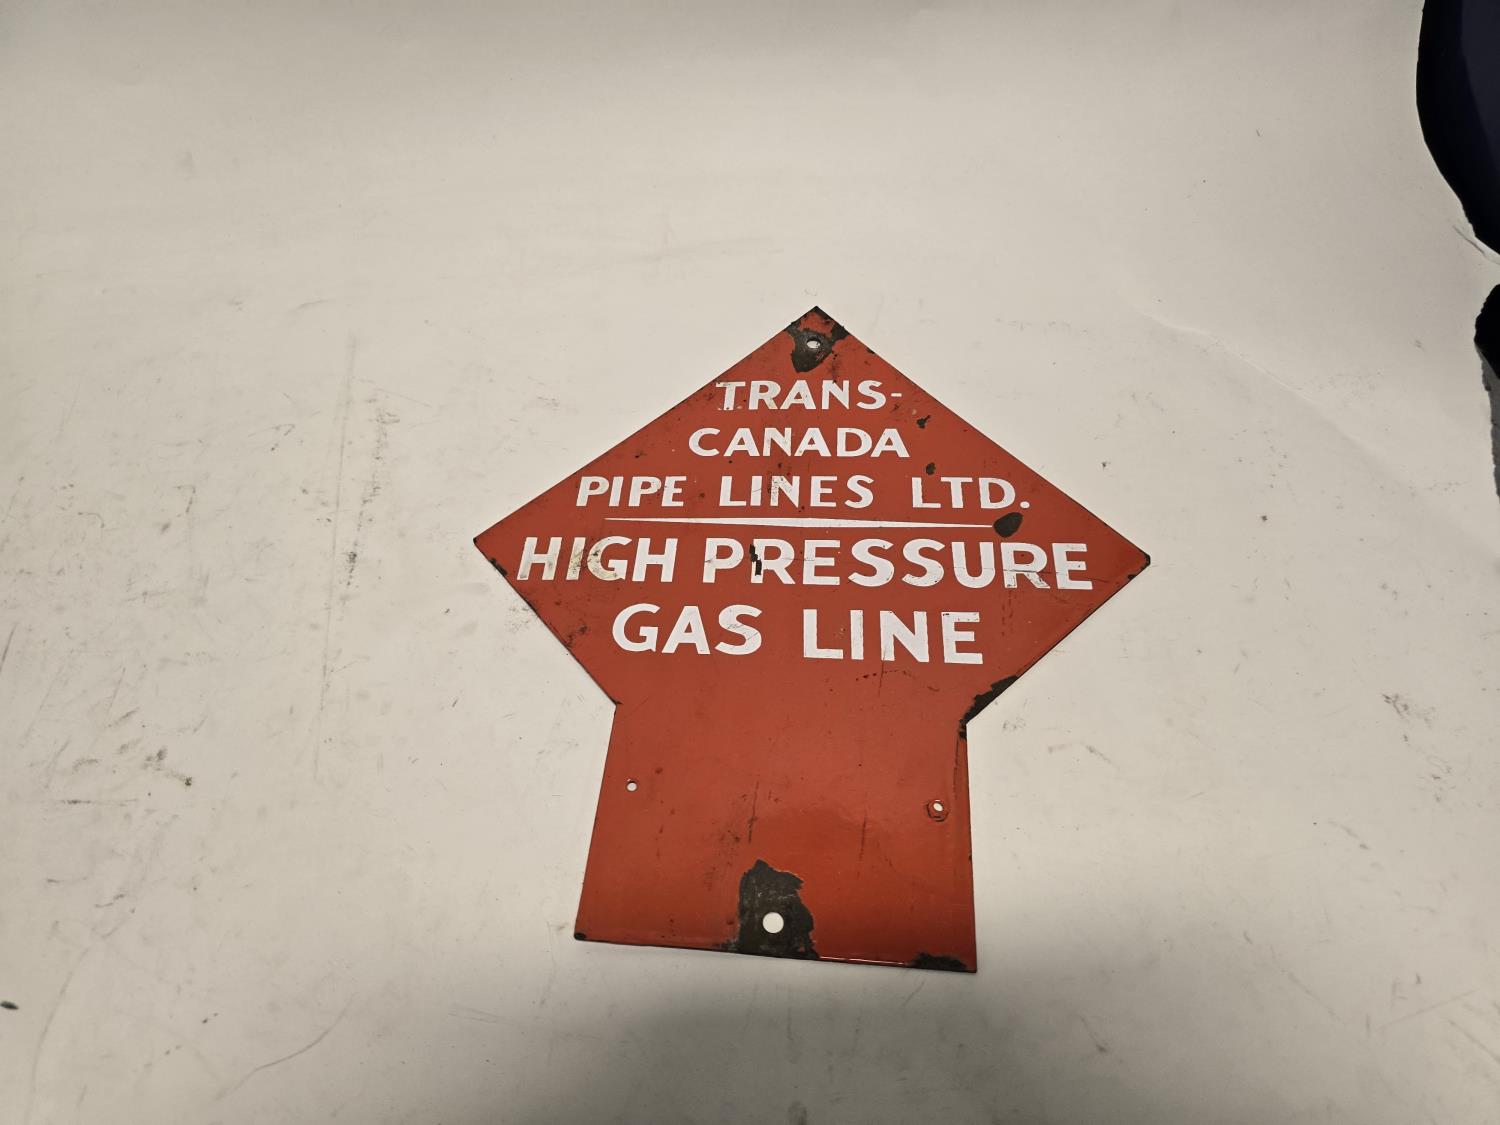 TRANS-
CANADA
PIPE LINES LTD.
HIGH PRESSURE
GAS LINE